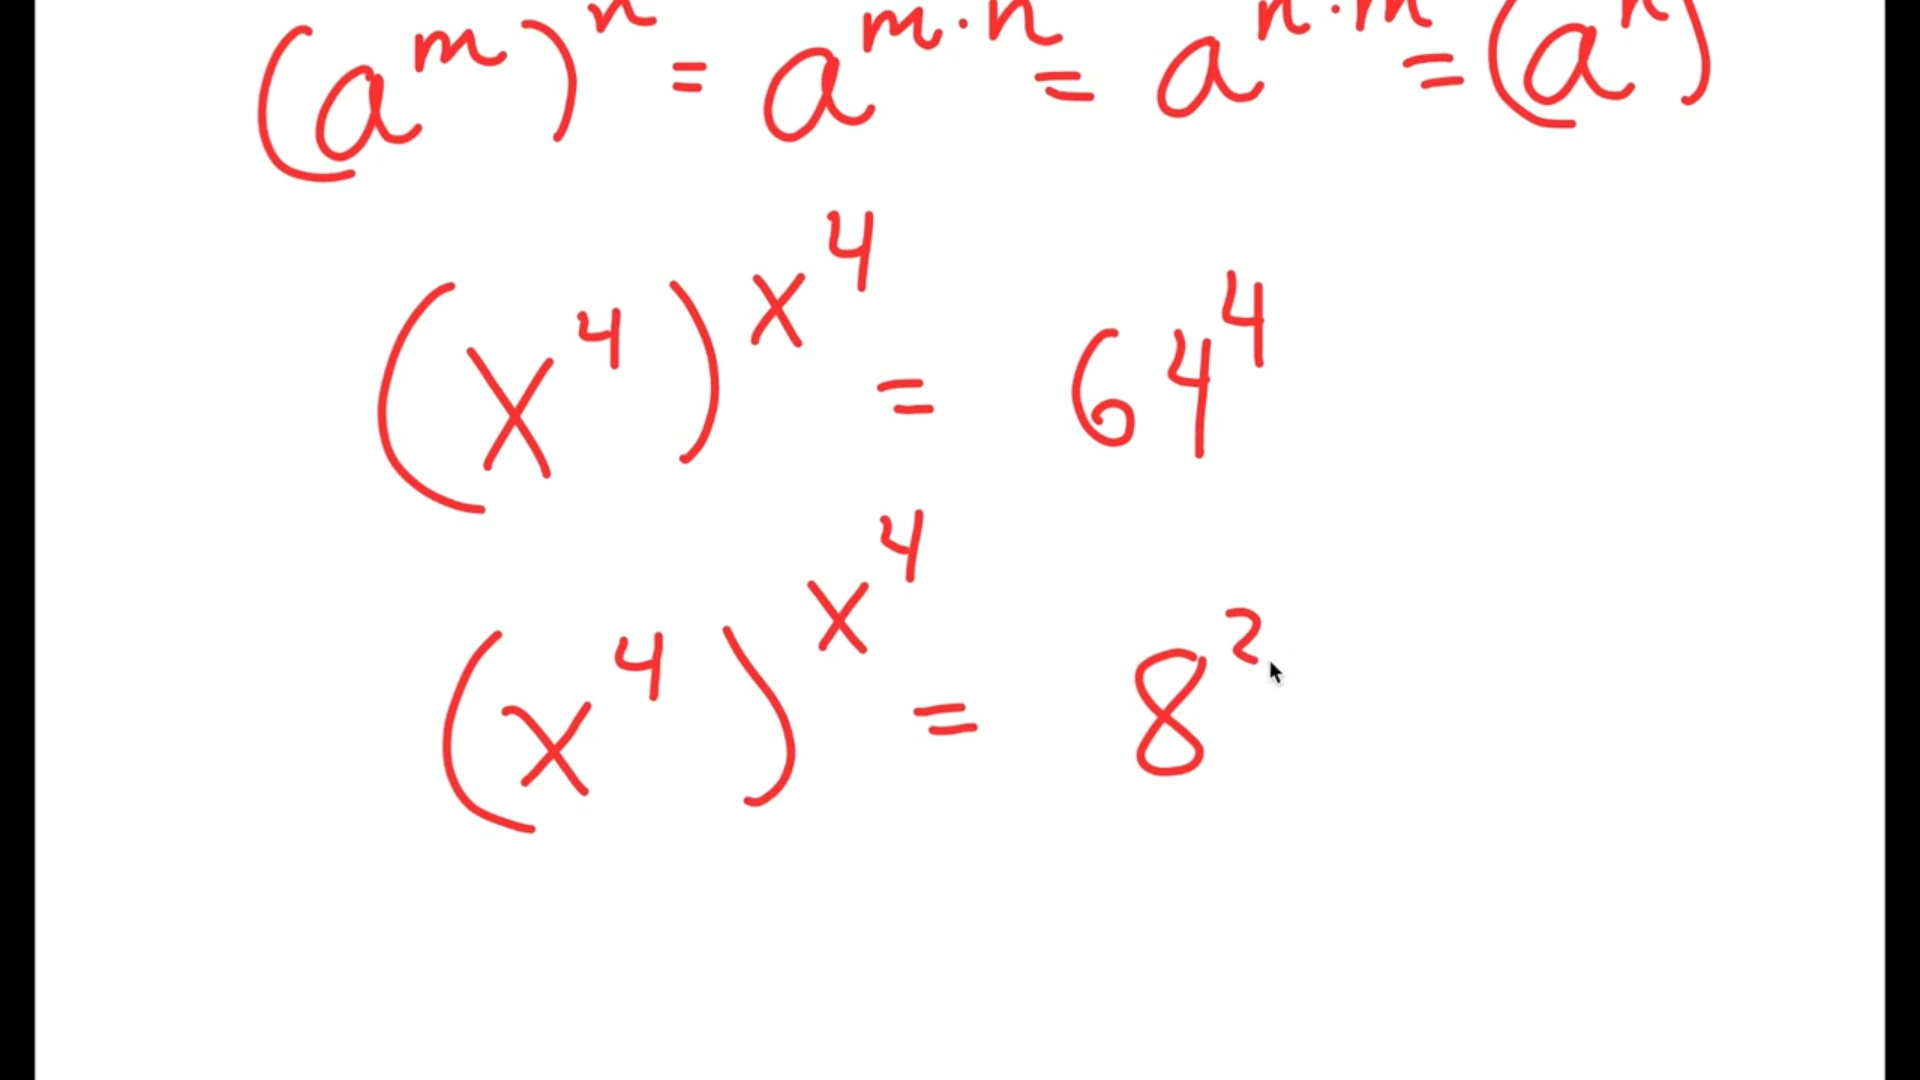 (a^m)^n = a^{m·n} = a^{n·m} = (a^n)
(x^4)^{x^4} = 64^4
(x^4)^{x^4} = 8^2